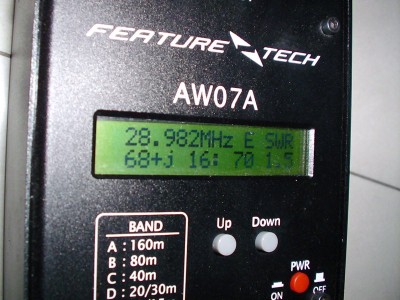 FEATURE TECH
AW07A
28.982MHz E SWR
68+j 16: 70 1.5
BAND
A : 160m
B : 80m
C : 40m
D : 20/30m
Up Down
PWR
ON OFF